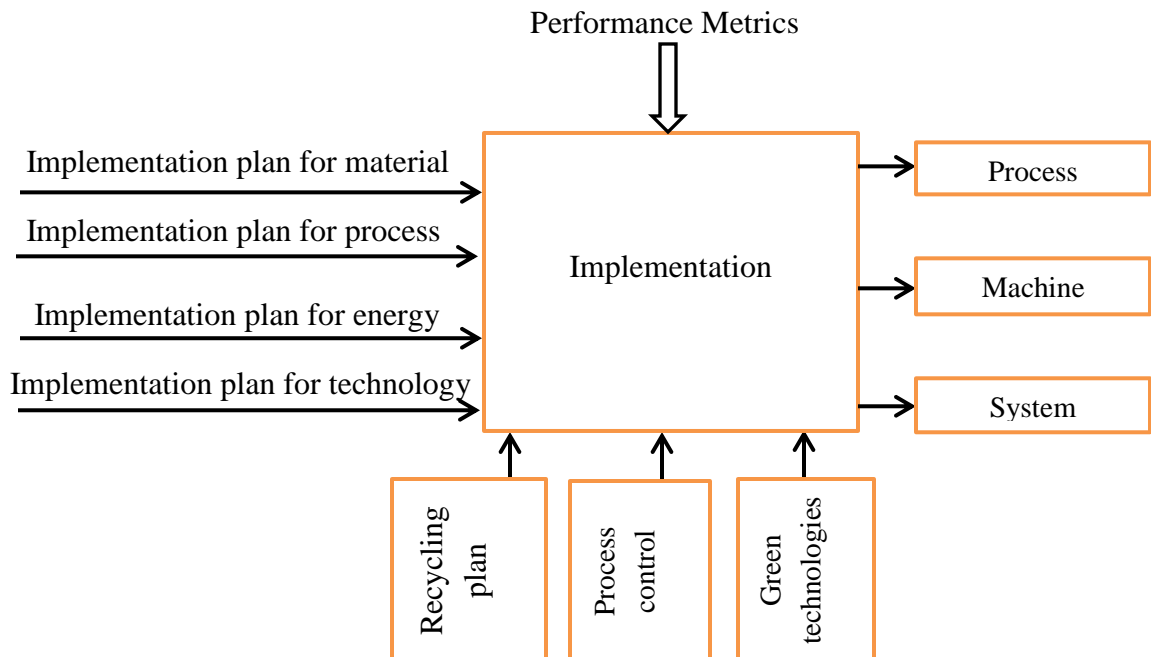 Performance Metrics
Implementation plan for material
Implementation plan for process
Implementation plan for energy
Implementation plan for technology
Implementation
Process
Machine
System
Recycling
plan
Process
control
Green
technologies